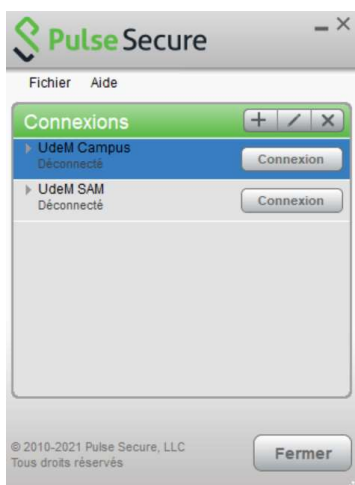 Pulse Secure
Fichier Aide
Connexions
UdeM Campus
Déconnecté
Connexion
UdeM SAM
Déconnecté
Connexion
© 2010-2021 Pulse Secure, LLC
Tous droits réservés
Fermer